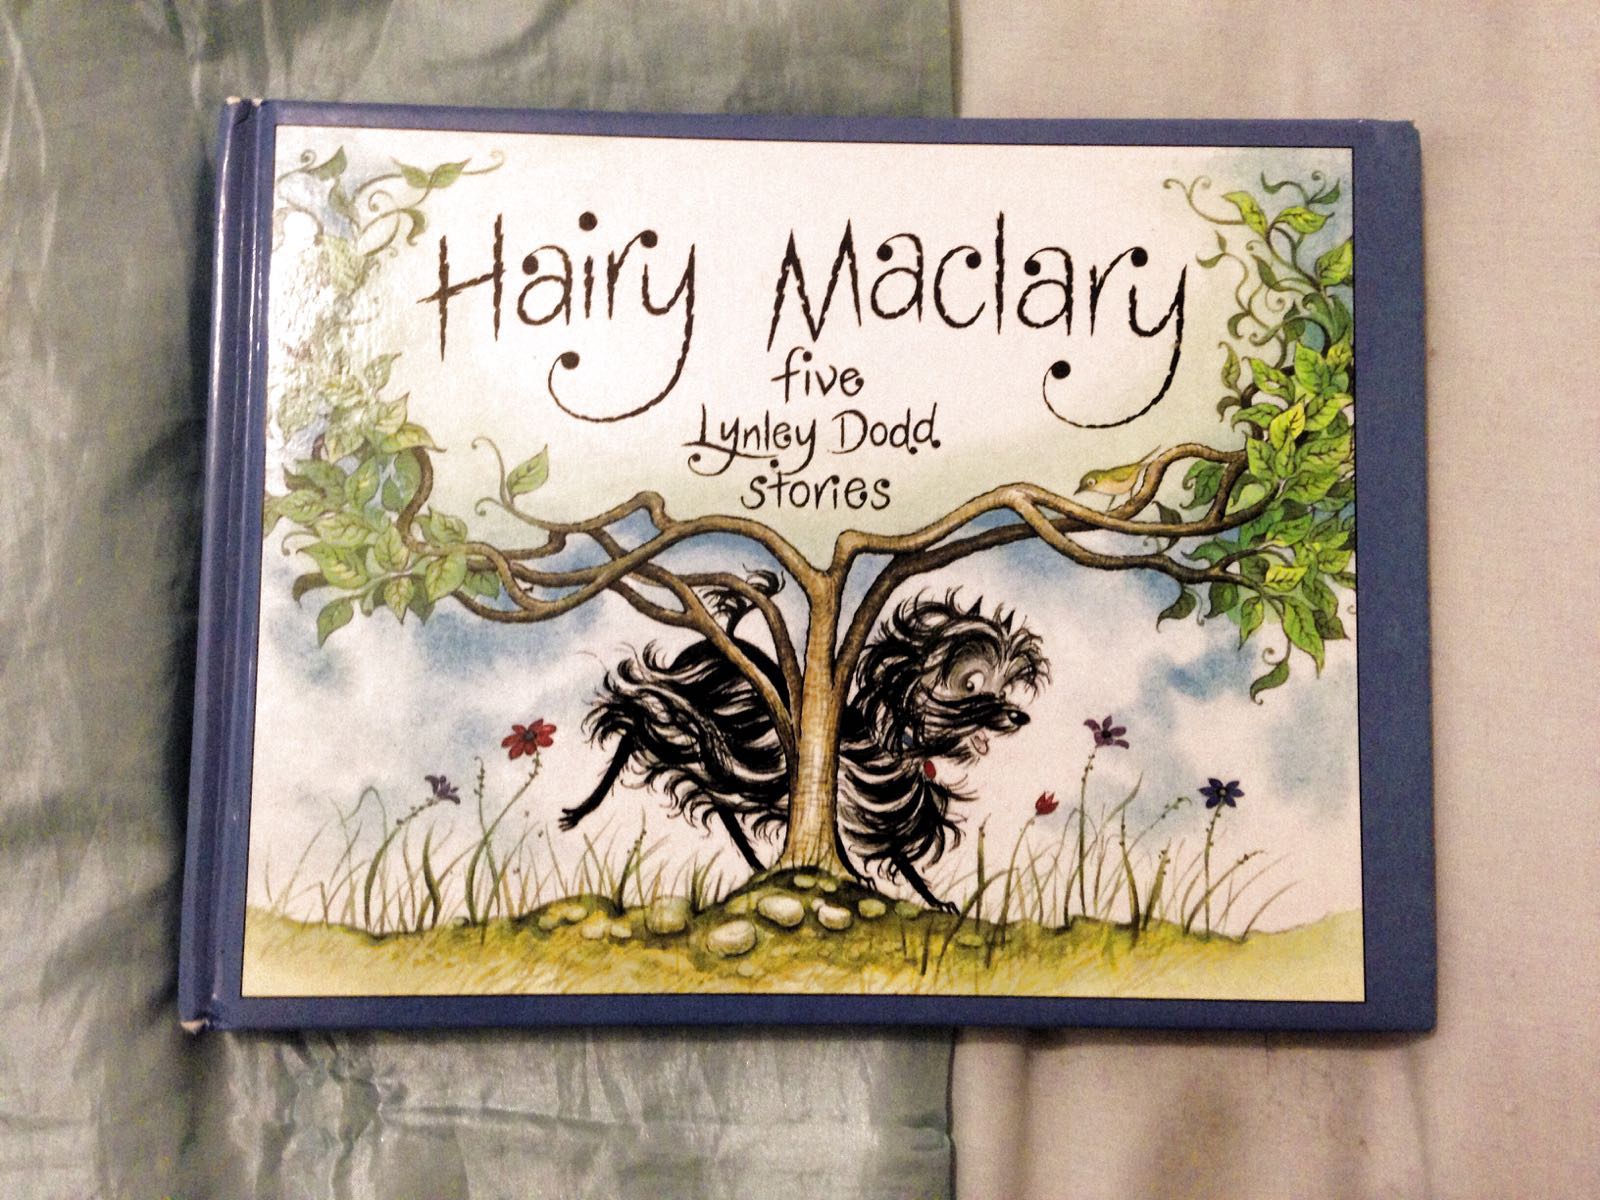 Hairy Maclary
five
Lynley Dodd
stories